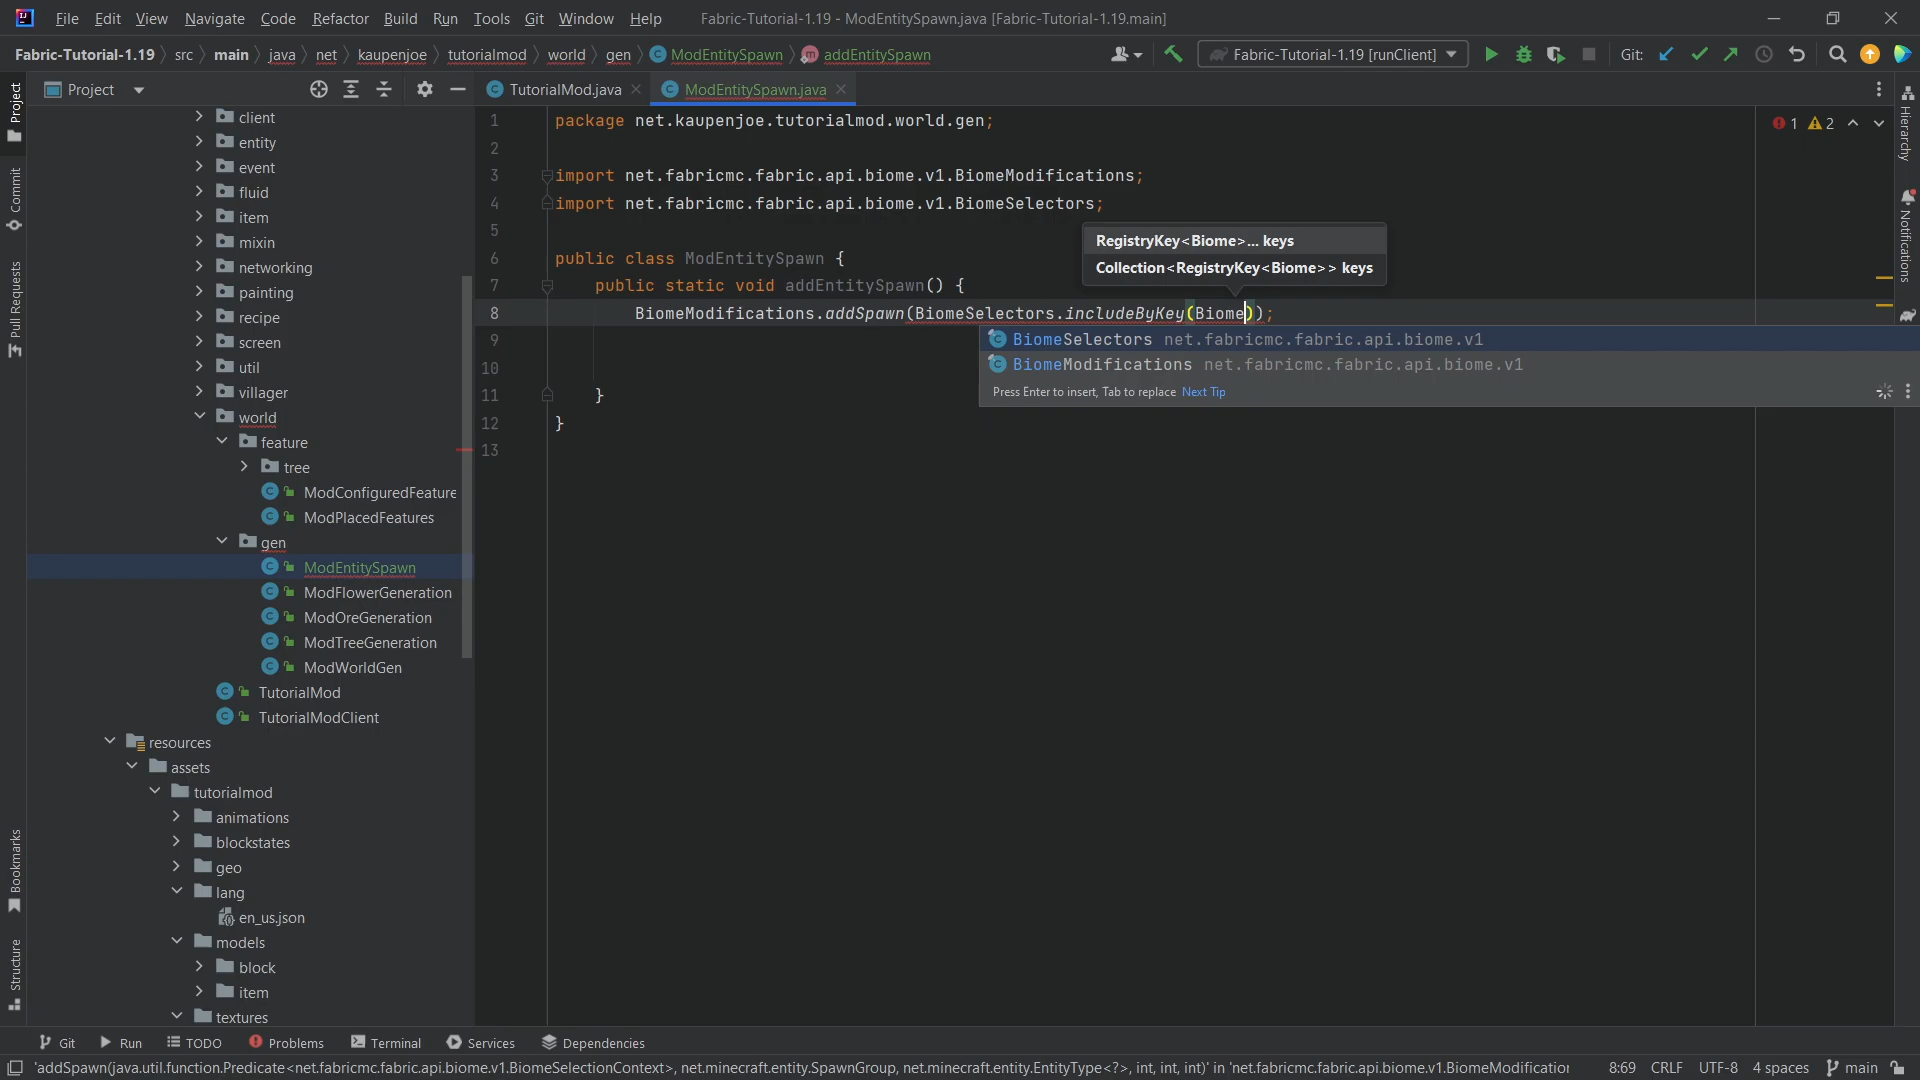 File Edit View Navigate Code Refactor Build Run Tools Git Window Help Fabric-Tutorial-1.19 - ModEntitySpawn.java [Fabric-Tutorial-1.19.main]
Fabric-Tutorial-1.19 src main java net kaupenjoe tutorialmod world gen ModEntitySpawn addEntitySpawn Fabric-Tutorial-1.19 [runClient] Git:
Project
TutorialMod.java ModEntitySpawn.java
Project
Commit
Pull Requests
Bookmarks
Structure
client
entity
event
fluid
item
mixin
networking
painting
recipe
screen
util
villager
world
feature
tree
ModConfiguredFeature
ModPlacedFeatures
gen
ModEntitySpawn
ModFlowerGeneration
ModOreGeneration
ModTreeGeneration
ModWorldGen
TutorialMod
TutorialModClient
resources
assets
tutorialmod
animations
blockstates
geo
lang
en_us.json
models
block
item
textures
1 package net.kaupenjoe.tutorialmod.world.gen;
2
3 import net.fabricmc.fabric.api.biome.v1.BiomeModifications;
4 import net.fabricmc.fabric.api.biome.v1.BiomeSelectors;
5
6 public class ModEntitySpawn {
7 public static void addEntitySpawn() {
8 BiomeModifications.addSpawn(BiomeSelectors.includeByKey(Biome));
9
10
11 }
12 }
13
RegistryKey<Biome>... keys
Collection<RegistryKey<Biome>> keys
BiomeSelectors net.fabricmc.fabric.api.biome.v1
BiomeModifications net.fabricmc.fabric.api.biome.v1
Press Enter to insert, Tab to replace Next Tip
1 2
Hierarchy
Notifications
Git Run TODO Problems Terminal Services Dependencies
'addSpawn(java.util.function.Predicate<net.fabricmc.fabric.api.biome.v1.BiomeSelectionContext>, net.minecraft.entity.SpawnGroup, net.minecraft.entity.EntityType<?>, int, int, int)' in 'net.fabricmc.fabric.api.biome.v1.BiomeModification 8:69 CRLF UTF-8 4 spaces main